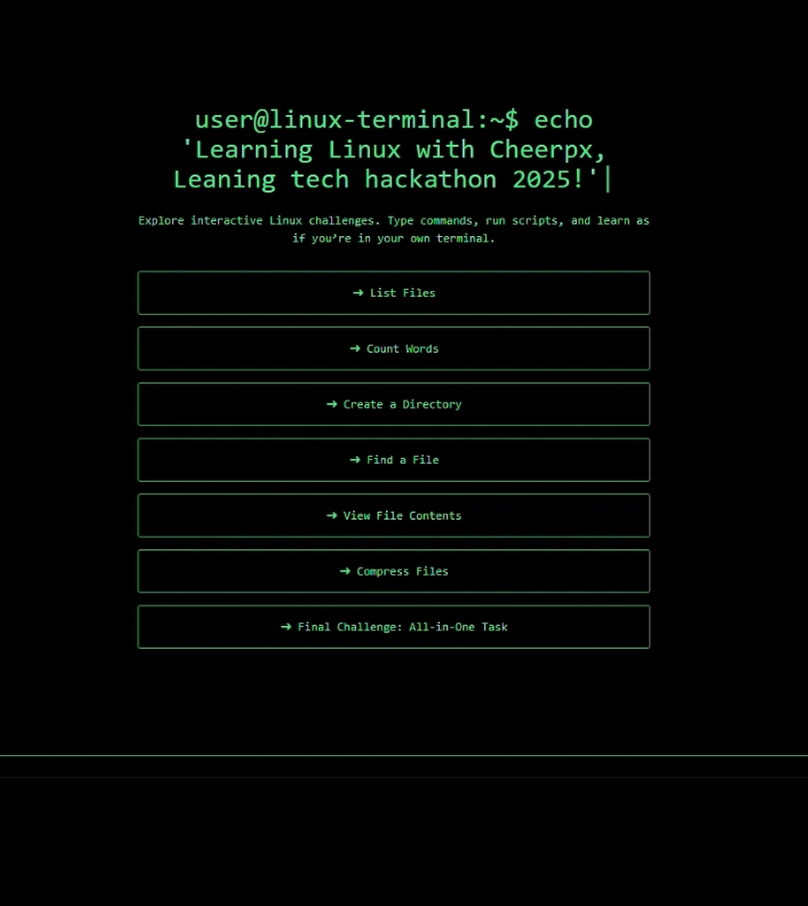 user@linux-terminal:~$ echo
'Learning Linux with Cheerpx,
Leaning tech hackathon 2025!'|
Explore interactive Linux challenges. Type commands, run scripts, and learn as
if you’re in your own terminal.
→ List Files
→ Count Words
→ Create a Directory
→ Find a File
→ View File Contents
→ Compress Files
→ Final Challenge: All-in-One Task